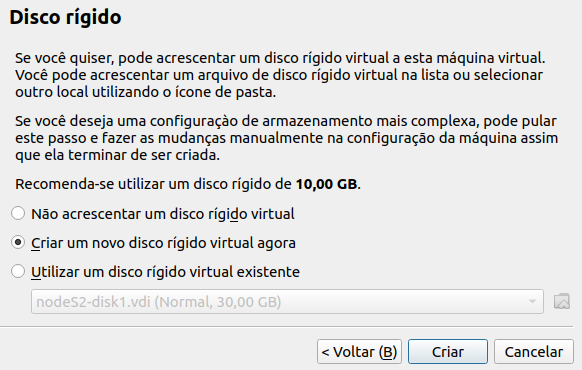 Disco rígido
Se você quiser, pode acrescentar um disco rígido virtual a esta máquina virtual.
Você pode acrescentar um arquivo de disco rígido virtual na lista ou selecionar
outro local utilizando o ícone de pasta.
Se você deseja uma configuraçào de armazenamento mais complexa, pode pular
este passo e fazer as mudanças manualmente na configuração da máquina assim
que ela terminar de ser criada.
Recomenda-se utilizar um disco rígido de 10,00 GB.
Não acrescentar um disco rígido virtual
Criar um novo disco rígido virtual agora
Utilizar um disco rígido virtual existente
nodeS2-disk1.vdi (Normal, 30,00 GB)
< Voltar (B)
Criar
Cancelar